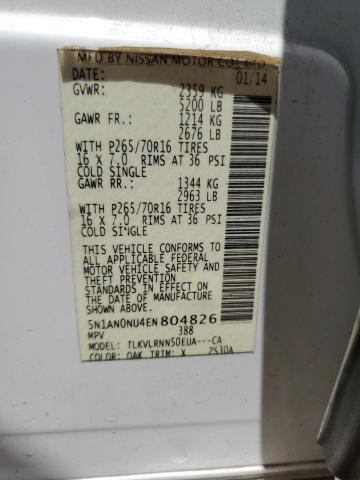 MFD BY NISSAN MOTOR CO., LTD.
DATE: 01/14
GVWR: 2359 KG
5200 LB
GAWR FR.: 1214 KG
2676 LB
WITH P265/70R16 TIRES
16 X 7.0 RIMS AT 36 PSI
COLD SINGLE
GAWR RR.: 1344 KG
2963 LB
WITH P265/70R16 TIRES
16 X 7.0 RIMS AT 36 PSI
COLD SINGLE
THIS VEHICLE CONFORMS TO
ALL APPLICABLE FEDERAL
MOTOR VEHICLE SAFETY AND
THEFT PREVENTION
STANDARDS IN EFFECT ON
THE DATE OF MANUFACTURE
SHOWN ABOVE.
5N1AN0NU4EN804826
MPV 388
MODEL: TLKVLRNN50EUA---CA
COLOR: QAK TRIM: X ZS30A